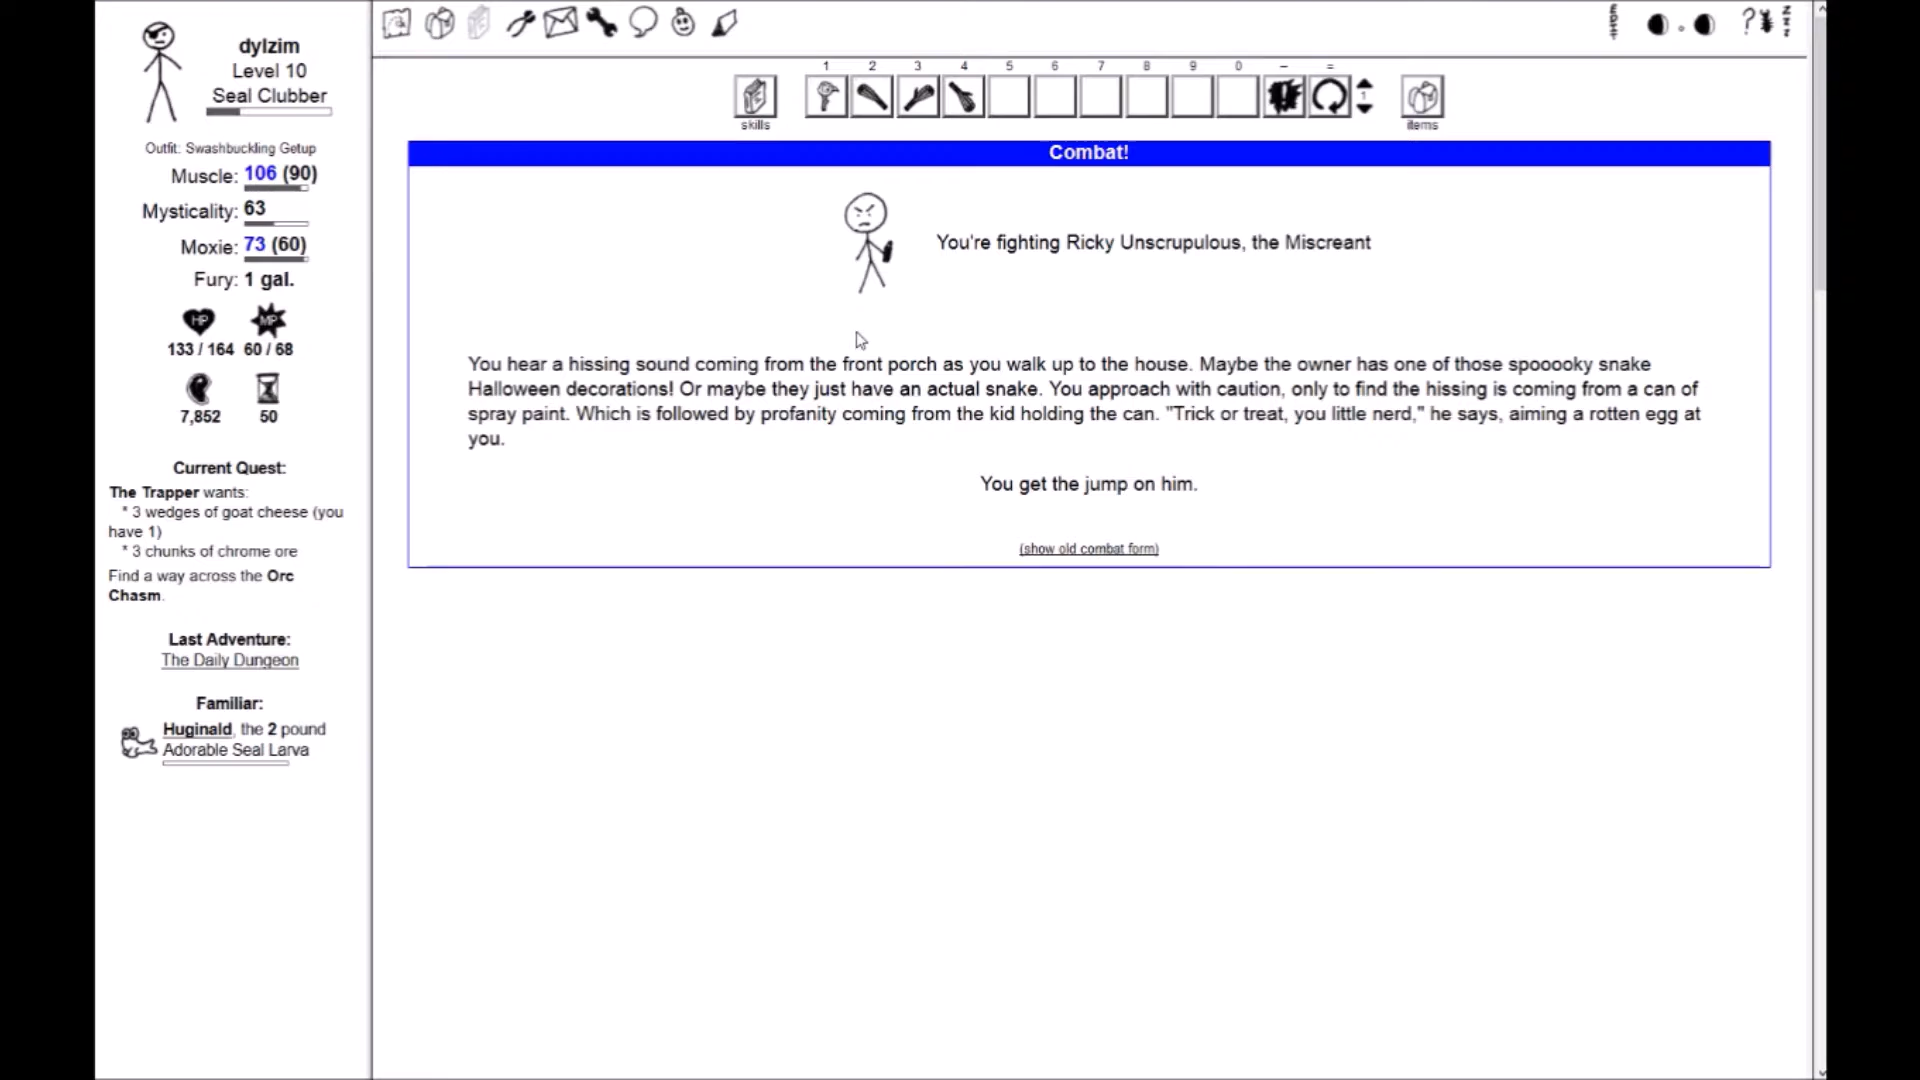 dylzim
Level 10
Seal Clubber
Outfit: Swashbuckling Getup
Muscle: 106 (90)
Mysticality: 63
Moxie: 73 (60)
Fury: 1 gal.
HP MP
133 / 164 60 / 68
7,852 50
Current Quest:
The Trapper wants:
* 3 wedges of goat cheese (you
have 1)
* 3 chunks of chrome ore
Find a way across the Orc
Chasm.
Last Adventure:
The Daily Dungeon
Familiar:
Huginald, the 2 pound
Adorable Seal Larva
1 2 3 4 5 6 7 8 9 0 - =
1
skills
items
Combat!
You're fighting Ricky Unscrupulous, the Miscreant
You hear a hissing sound coming from the front porch as you walk up to the house. Maybe the owner has one of those spooooky snake
Halloween decorations! Or maybe they just have an actual snake. You approach with caution, only to find the hissing is coming from a can of
spray paint. Which is followed by profanity coming from the kid holding the can. "Trick or treat, you little nerd," he says, aiming a rotten egg at
you.
You get the jump on him.
(show old combat form)